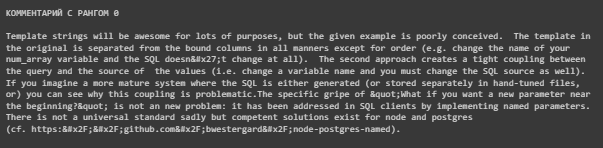 КОММЕНТАРИЙ С РАНГОМ 0
Template strings will be awesome for lots of purposes, but the given example is poorly conceived.  The template in
the original is separated from the bound columns in all manners except for order (e.g. change the name of your
num_array variable and the SQL doesn&#x27;t change at all).  The second approach creates a tight coupling between
the query and the source of  the values (i.e. change a variable name and you must change the SQL source as well).
If you imagine a more mature system where the SQL is either generated (or stored separately in hand-tuned files,
or) you can see why this coupling is problematic.The specific gripe of &quot;What if you want a new parameter near
the beginning?&quot; is not an new problem: it has been addressed in SQL clients by implementing named parameters.
There is not a universal standard sadly but competent solutions exist for node and postgres
(cf. https:&#x2F;&#x2F;github.com&#x2F;bwestergard&#x2F;node-postgres-named).